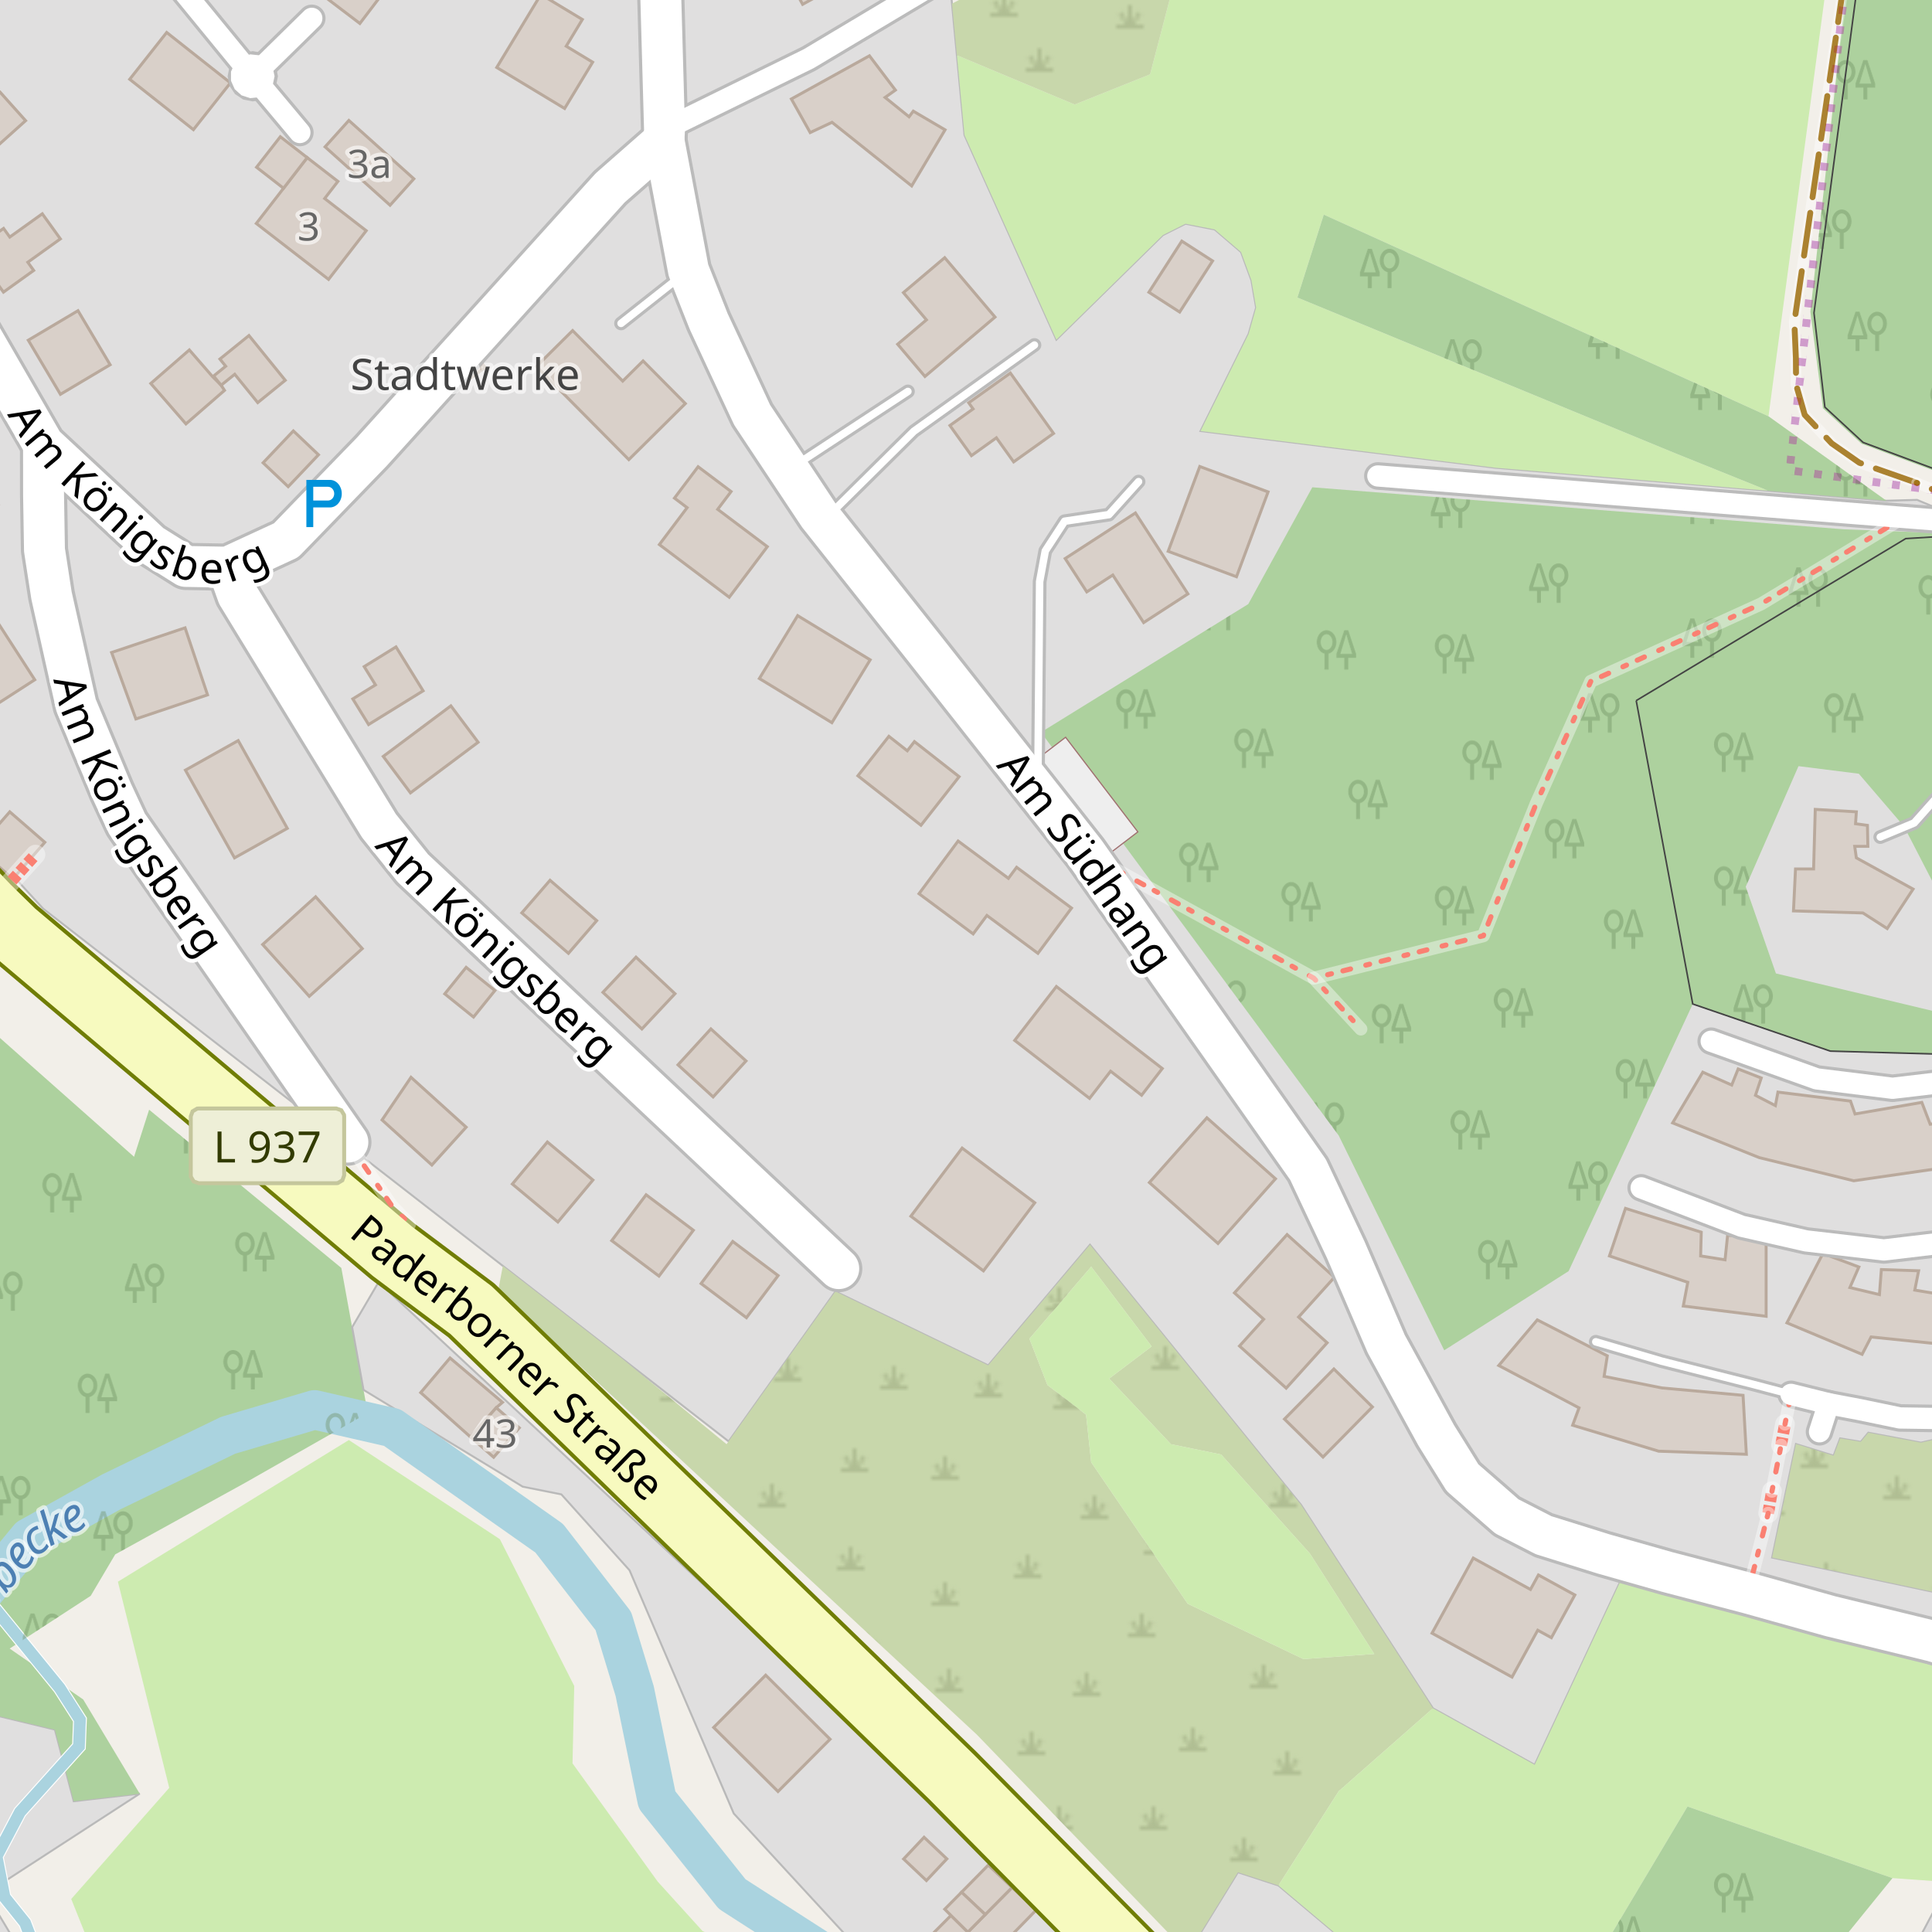 3a
3
Stadtwerke
P
Am Königsberg
Am Königsberg
Am Königsberg
Am Südhang
L 937
Paderborner Straße
43
becke